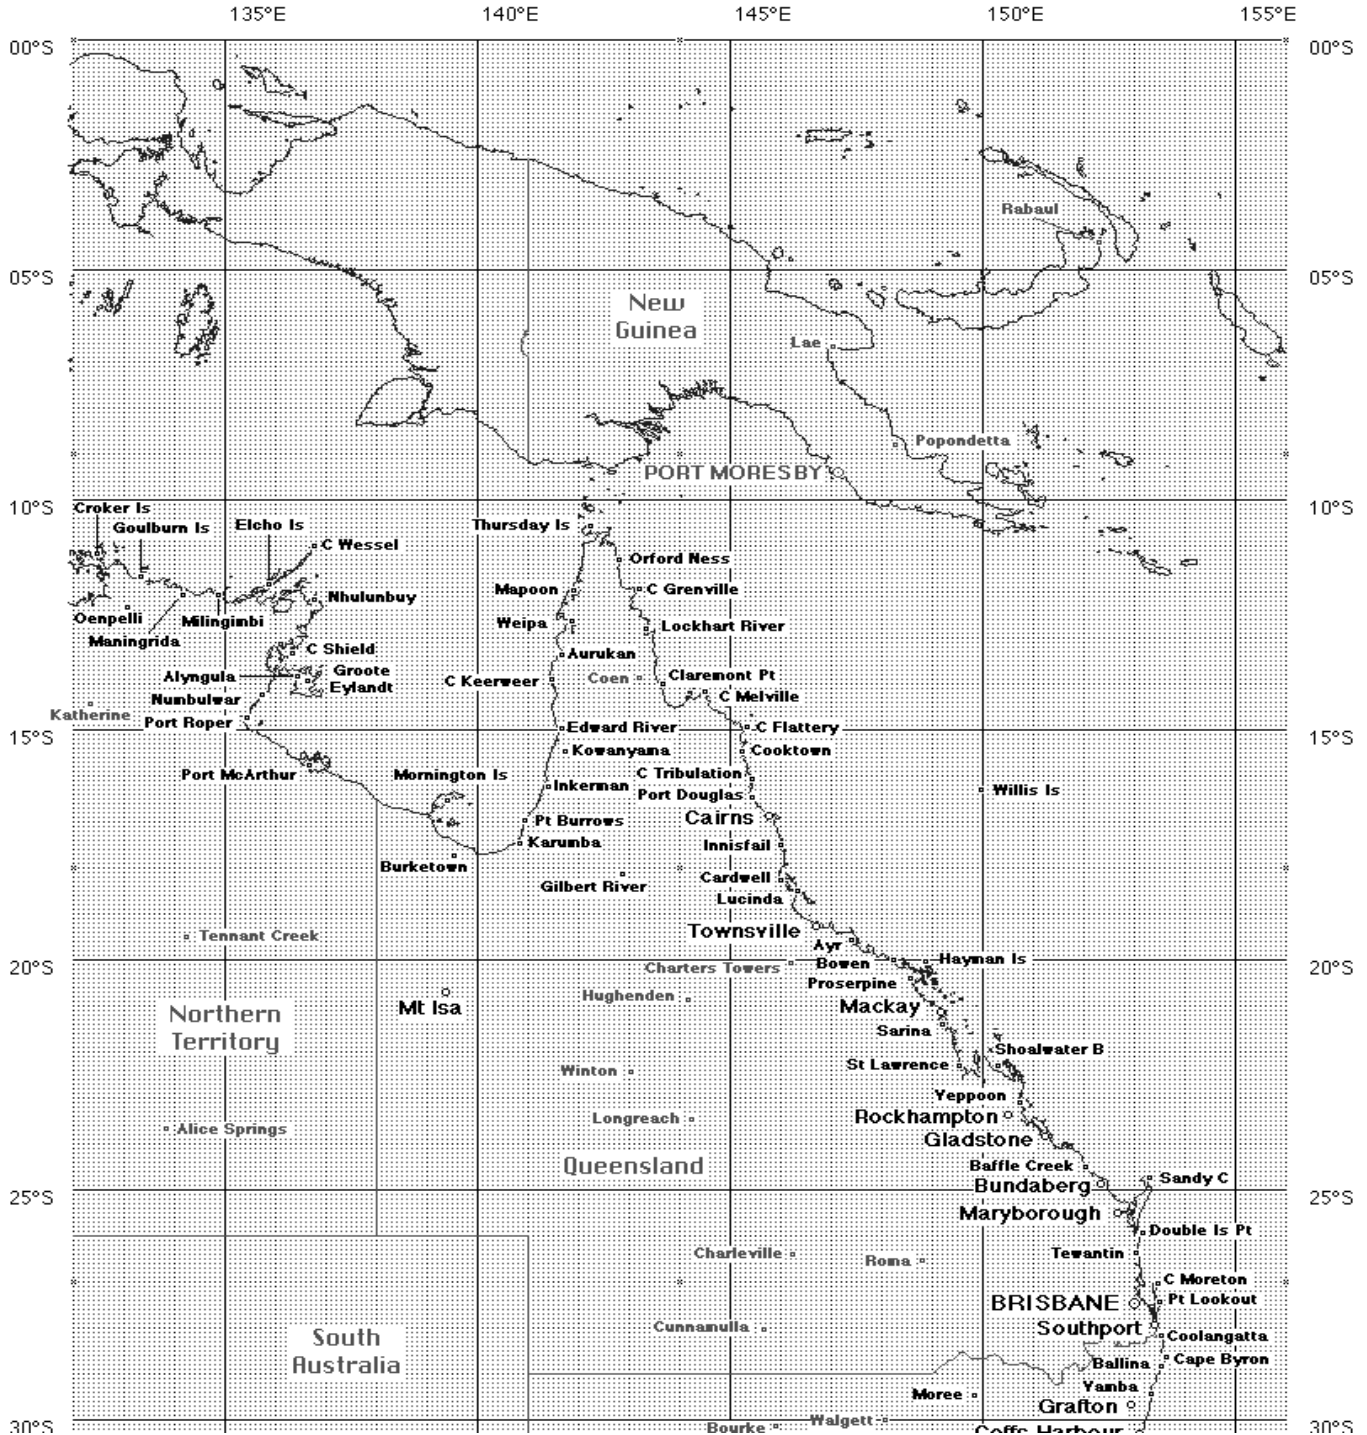 135°E 140°E 145°E 150°E 155°E
00°S 00°S
Rabaul
05°S 05°S
New
Guinea
Lae
Popondetta
PORT MORESBY
10°S 10°S
Croker Is
Goulburn Is
Elcho Is
Thursday Is
C Wessel
Orford Ness
Mapoon
C Grenville
Nhulunbuy
Oenpelli
Milingimbi
Weipa
Lockhart River
Maningrida
C Shield
Aurukan
Groote
Eylandt
Alyngula
Coen
Claremont Pt
C Keerweer
Numbulwar
C Melville
Katherine
Port Roper
Edward River
C Flattery
15°S 15°S
Kowanyama
Cooktown
Port McArthur
Mornington Is
C Tribulation
Inkerman
Port Douglas
Willis Is
Cairns
Pt Burrows
Karumba
Innisfail
Burketown
Cardwell
Gilbert River
Lucinda
Townsville
Tennant Creek
Ayr
Hayman Is
Bowen
Charters Towers
20°S 20°S
Proserpine
Hughenden
Mt Isa
Mackay
Northern
Territory
Sarina
Shoalwater B
St Lawrence
Winton
Yeppoon
Rockhampton
Longreach
Alice Springs
Gladstone
Queensland
Baffle Creek
Sandy C
Bundaberg
25°S 25°S
Maryborough
Double Is Pt
Tewantin
Charleville
Roma
C Moreton
BRISBANE
Pt Lookout
Cunnamulla
Southport
South
Australia
Coolangatta
Ballina
Cape Byron
Yamba
Moree
Grafton
Walgett
Bourke
Coffs Harbour
30°S 30°S